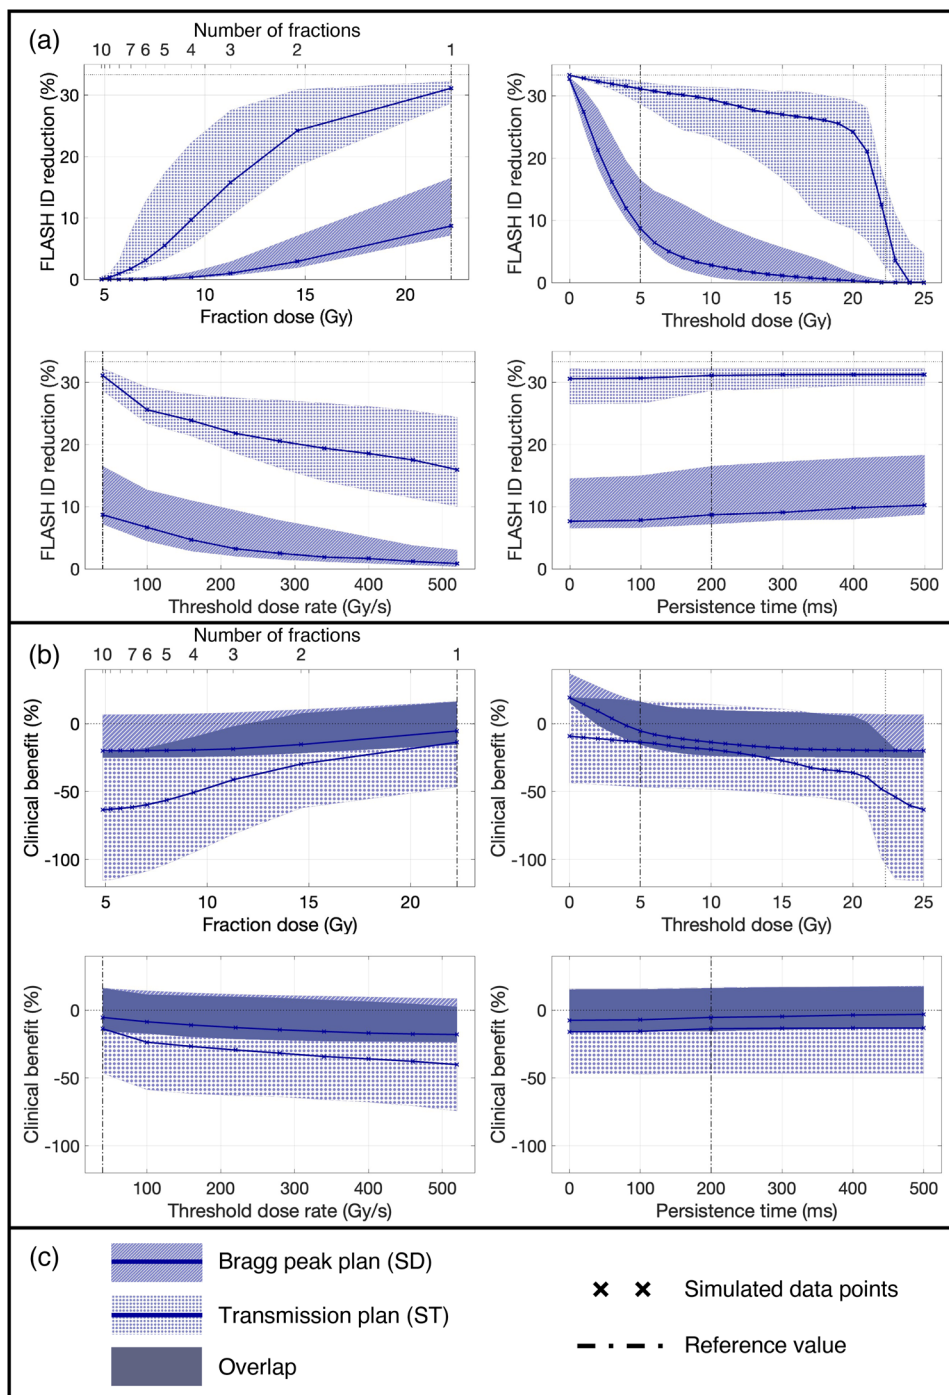 (a)
Number of fractions
10 7 6 5 4 3 2 1
FLASH ID reduction (%)
30
20
10
0
5 10 15 20
Fraction dose (Gy)
FLASH ID reduction (%)
30
20
10
0
0 5 10 15 20 25
Threshold dose (Gy)
FLASH ID reduction (%)
30
20
10
0
100 200 300 400 500
Threshold dose rate (Gy/s)
FLASH ID reduction (%)
30
20
10
0
0 100 200 300 400 500
Persistence time (ms)
(b)
Number of fractions
10 7 6 5 4 3 2 1
Clinical benefit (%)
0
-50
-100
5 10 15 20
Fraction dose (Gy)
Clinical benefit (%)
0
-50
-100
0 5 10 15 20 25
Threshold dose (Gy)
Clinical benefit (%)
0
-50
-100
100 200 300 400 500
Threshold dose rate (Gy/s)
Clinical benefit (%)
0
-50
-100
0 100 200 300 400 500
Persistence time (ms)
(c)
Bragg peak plan (SD)
Transmission plan (ST)
Overlap
Simulated data points
Reference value